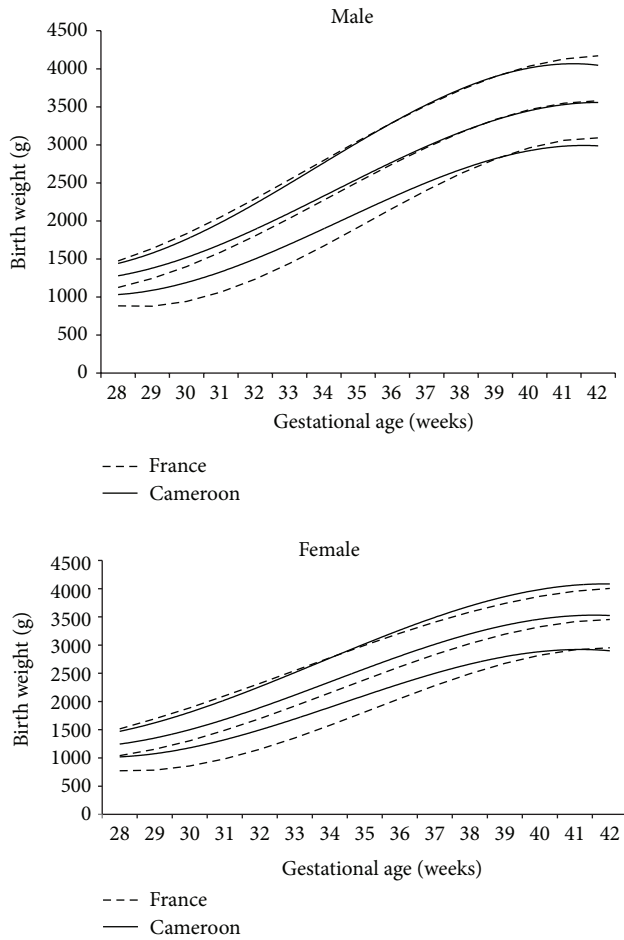 Male
4500
4000
3500
3000
2500
2000
1500
1000
500
0
Birth weight (g)
28 29 30 31 32 33 34 35 36 37 38 39 40 41 42
Gestational age (weeks)
France
Cameroon
Female
4500
4000
3500
3000
2500
2000
1500
1000
500
0
Birth weight (g)
28 29 30 31 32 33 34 35 36 37 38 39 40 41 42
Gestational age (weeks)
France
Cameroon